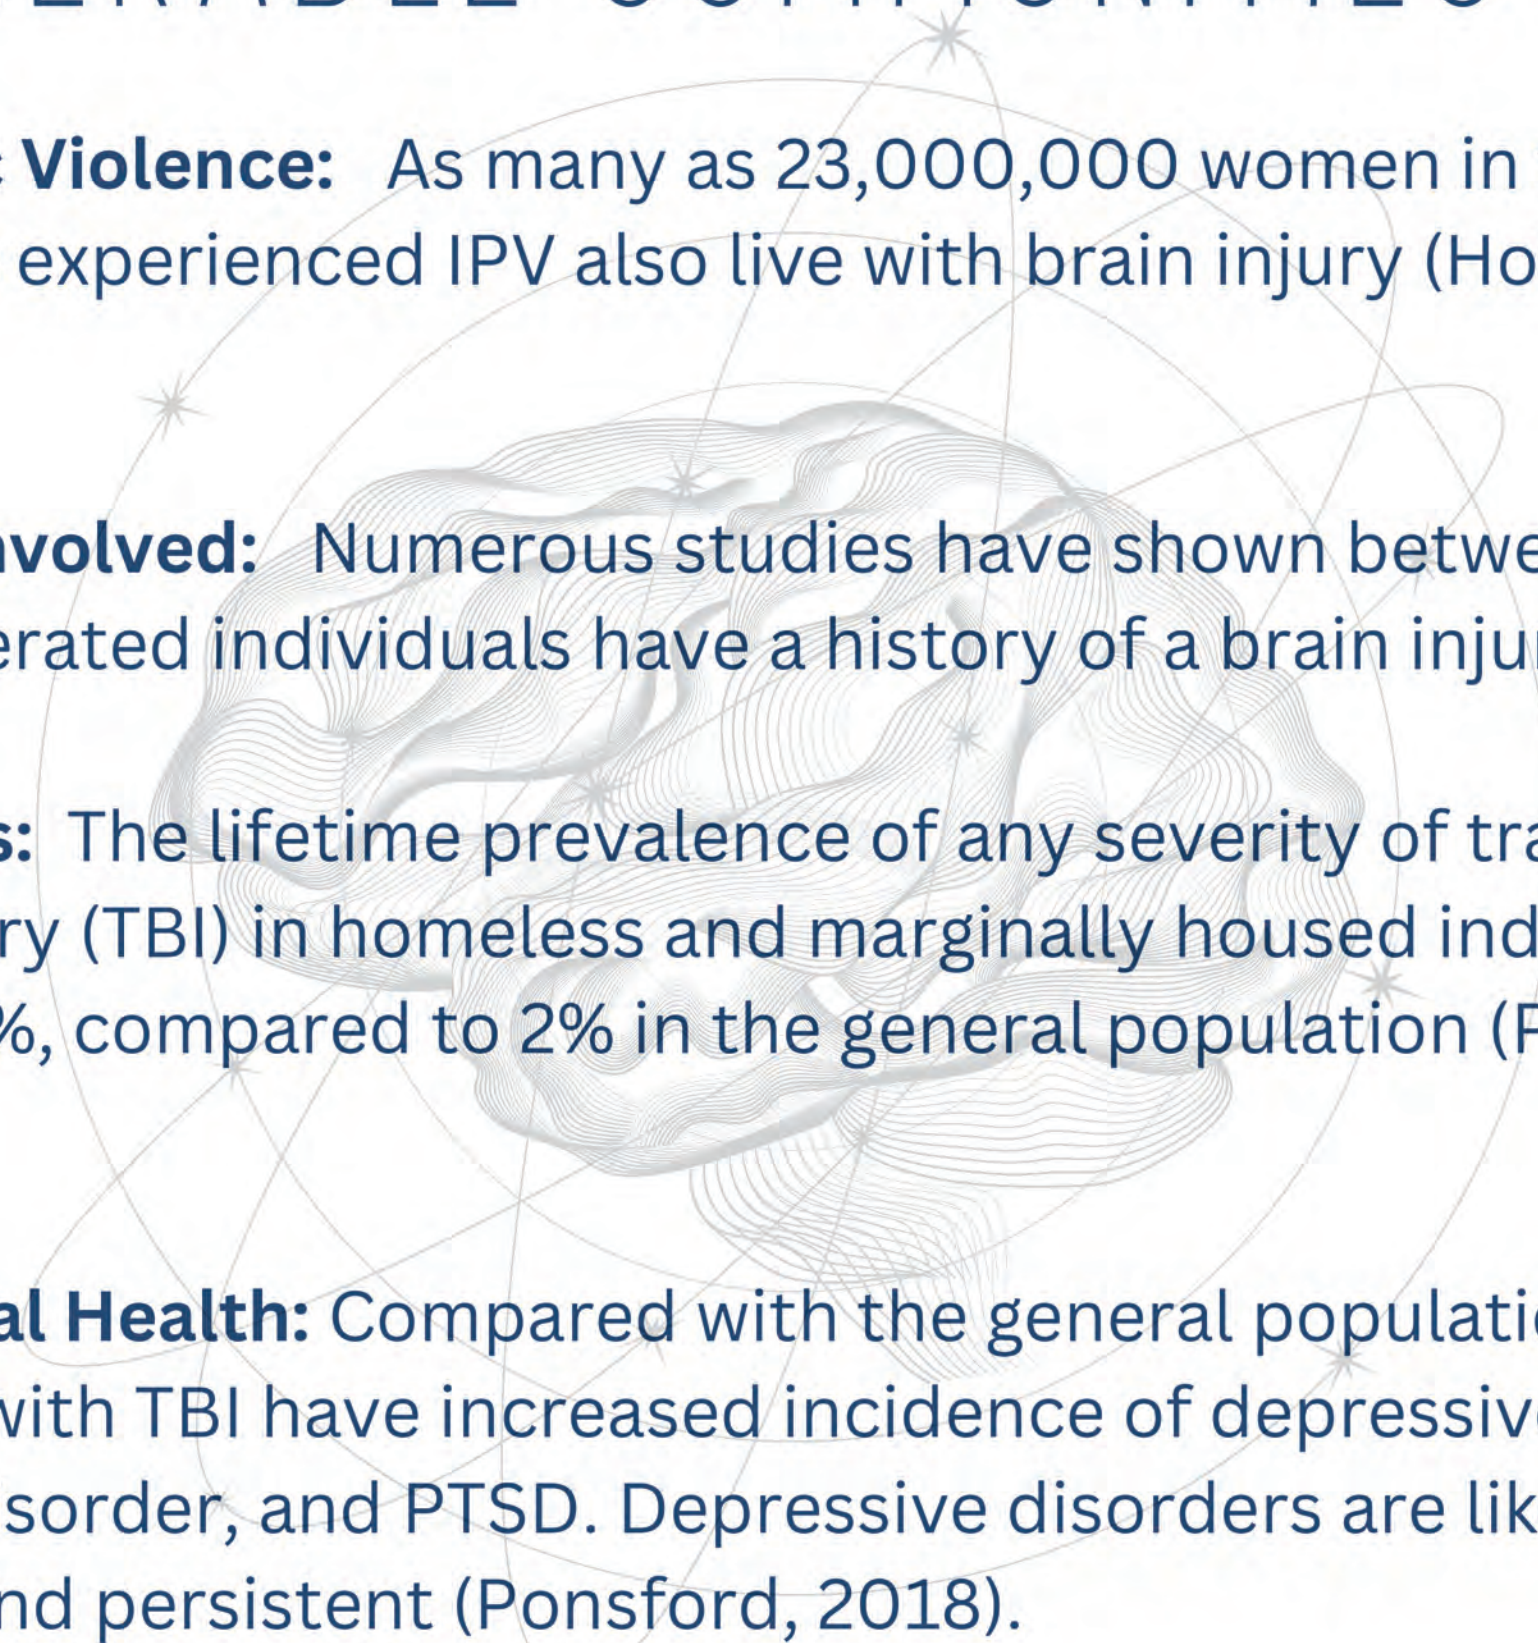 Violence: As many as 23,000,000 women in
experienced IPV also live with brain injury (Ho
nvolved: Numerous studies have shown betwe
erated individuals have a history of a brain inju
s: The lifetime prevalence of any severity of tra
ry (TBI) in homeless and marginally housed ind
%, compared to 2% in the general population (
al Health: Compared with the general populati
with TBI have increased incidence of depressiv
sorder, and PTSD. Depressive disorders are lik
nd persistent (Ponsford, 2018).